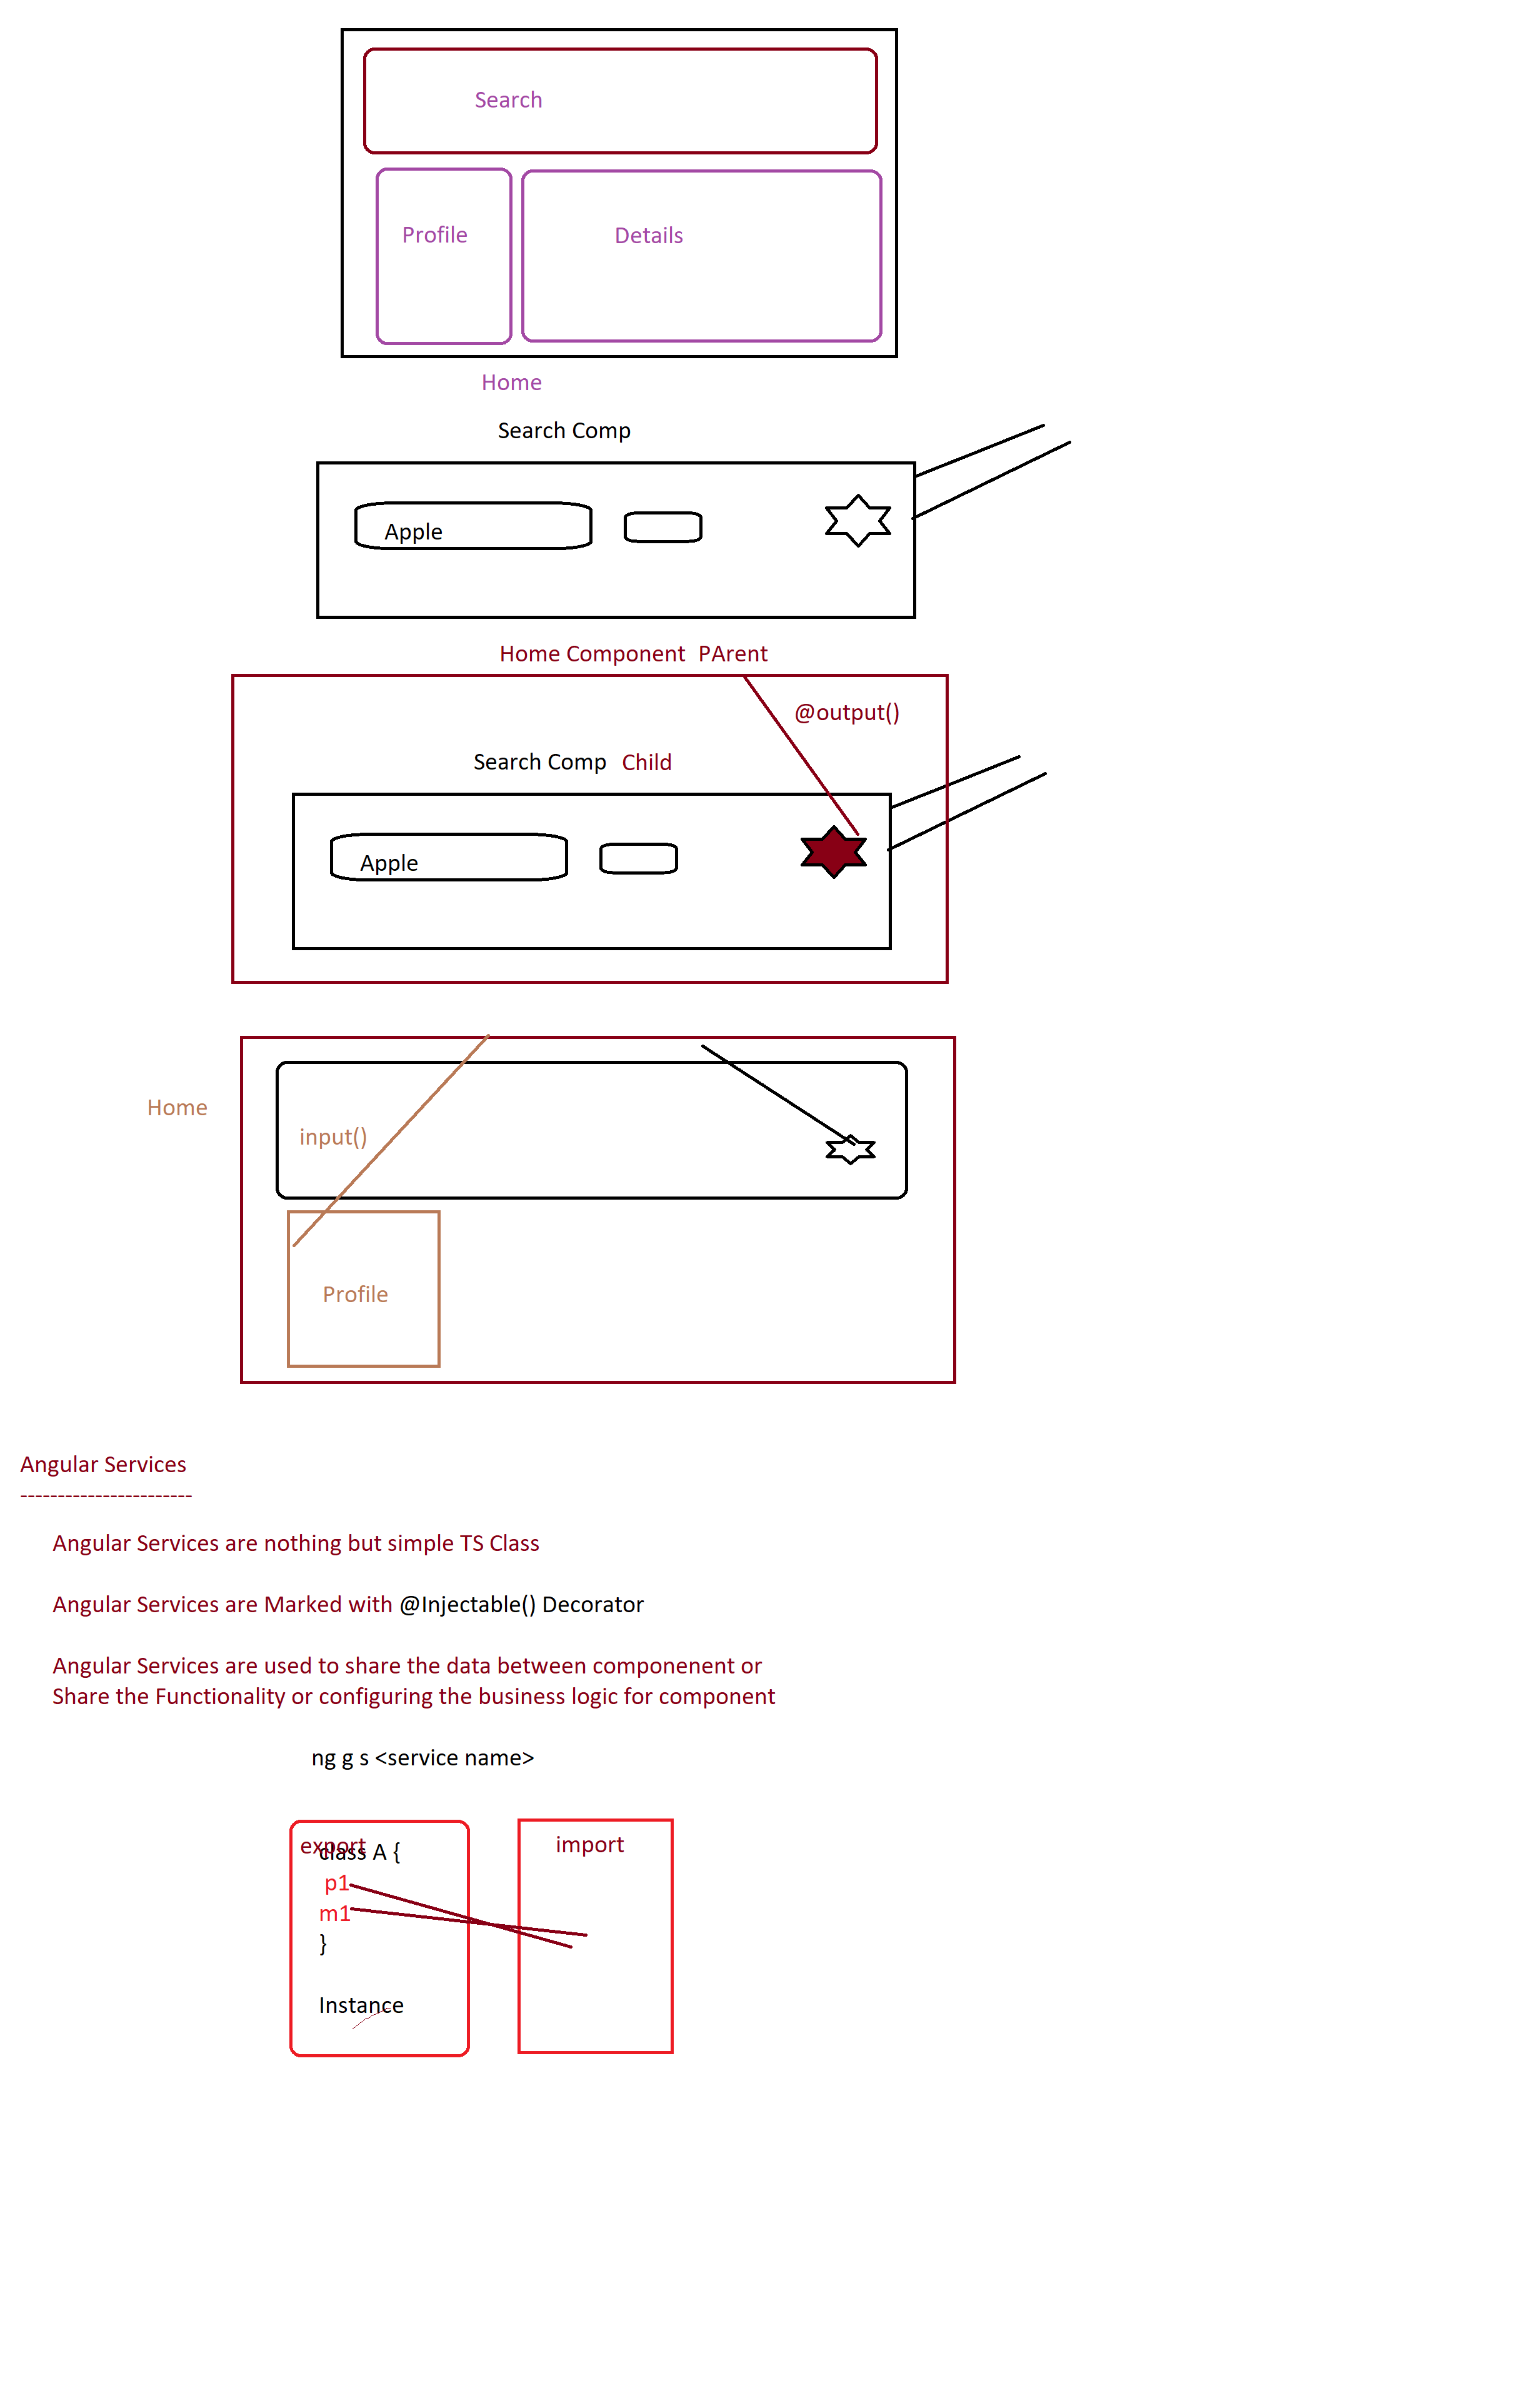 Search
Profile
Details
Home
Search Comp
Apple
Home Component  PArent
@output()
Search Comp  Child
Apple
Home
input()
Profile
Angular Services
-----------------------
Angular Services are nothing but simple TS Class
Angular Services are Marked with @Injectable() Decorator
Angular Services are used to share the data between componenent or
Share the Functionality or configuring the business logic for component
ng g s <service name>
export
class A {
import
p1
m1
}
Instance